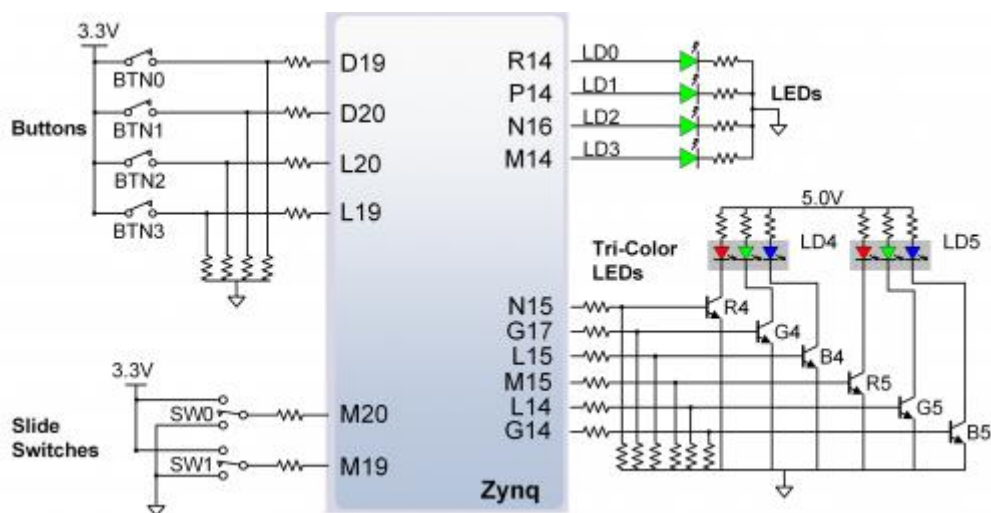 3.3V
BTN0
BTN1
BTN2
BTN3
Buttons
D19
D20
L20
L19
R14
P14
N16
M14
LD0
LD1
LD2
LD3
LEDs
5.0V
LD4
LD5
Tri-Color
LEDs
N15
G17
L15
M15
L14
G14
R4
G4
B4
R5
G5
B5
3.3V
SW0
SW1
Slide
Switches
M20
M19
Zynq